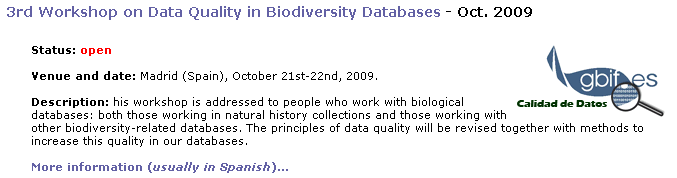 3rd Workshop on Data Quality in Biodiversity Databases - Oct. 2009
Status: open
Venue and date: Madrid (Spain), October 21st-22nd, 2009.
gbif.es
Calidad de Datos
Description: his workshop is addressed to people who work with biological
databases: both those working in natural history collections and those working with
other biodiversity-related databases. The principles of data quality will be revised together with methods to
increase this quality in our databases.
More information (usually in Spanish)...